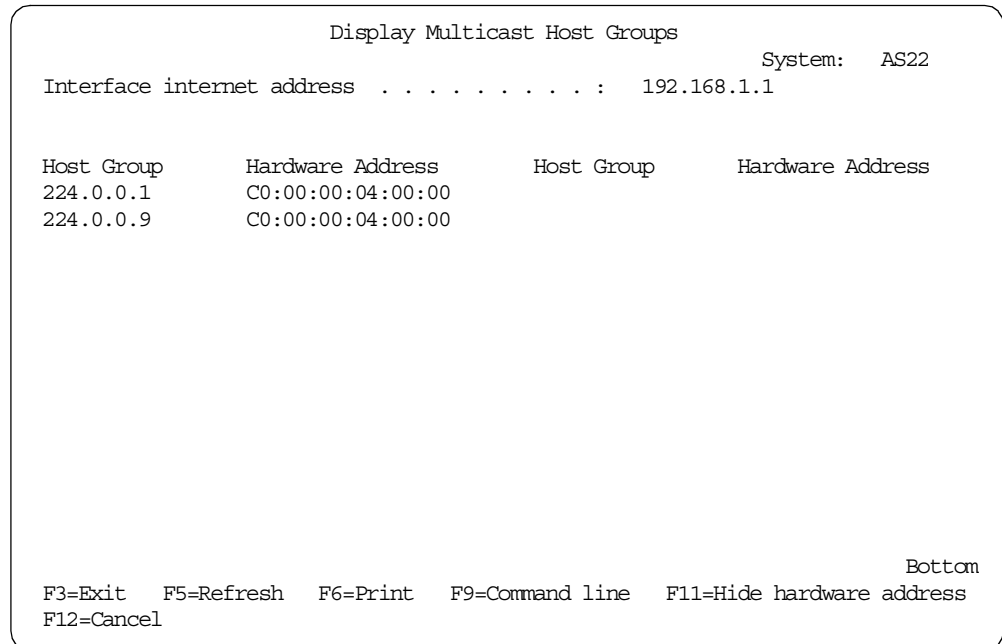 Display Multicast Host Groups
System: AS22
Interface internet address . . . . . . . . . : 192.168.1.1
Host Group Hardware Address Host Group Hardware Address
224.0.0.1 C0:00:00:04:00:00
224.0.0.9 C0:00:00:04:00:00
Bottom
F3=Exit F5=Refresh F6=Print F9=Command line F11=Hide hardware address
F12=Cancel